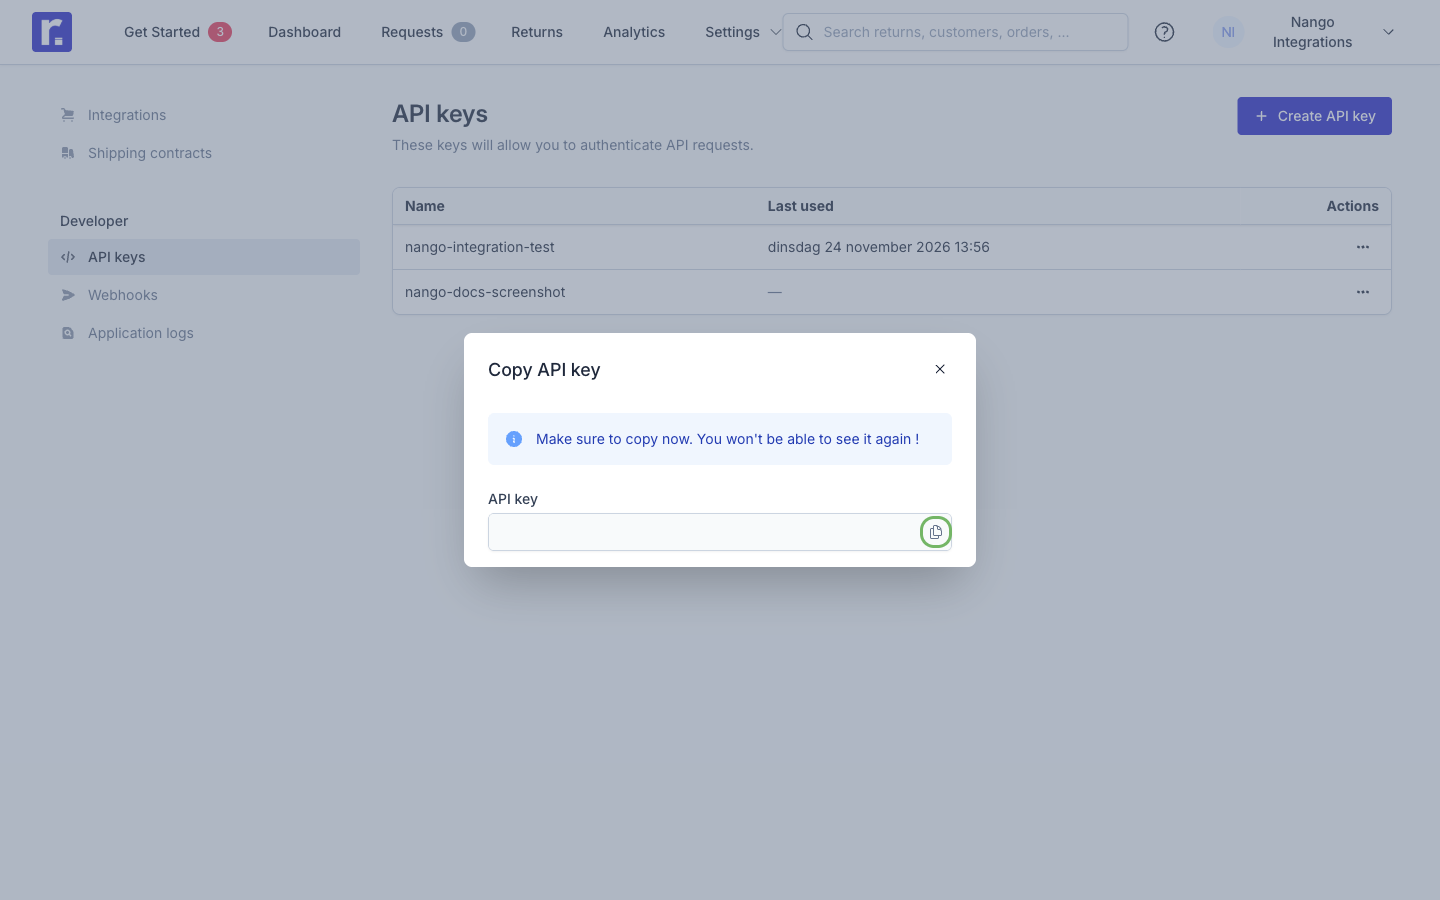 r.
Get Started 3
Dashboard
Requests 0
Returns
Analytics
Settings
Search returns, customers, orders, ...
NI
Nango
Integrations
Integrations
Shipping contracts
Developer
API keys
Webhooks
Application logs
API keys
These keys will allow you to authenticate API requests.
Create API key
Name Last used Actions
nango-integration-test dinsdag 24 november 2026 13:56
nango-docs-screenshot —
Copy API key
Make sure to copy now. You won't be able to see it again !
API key